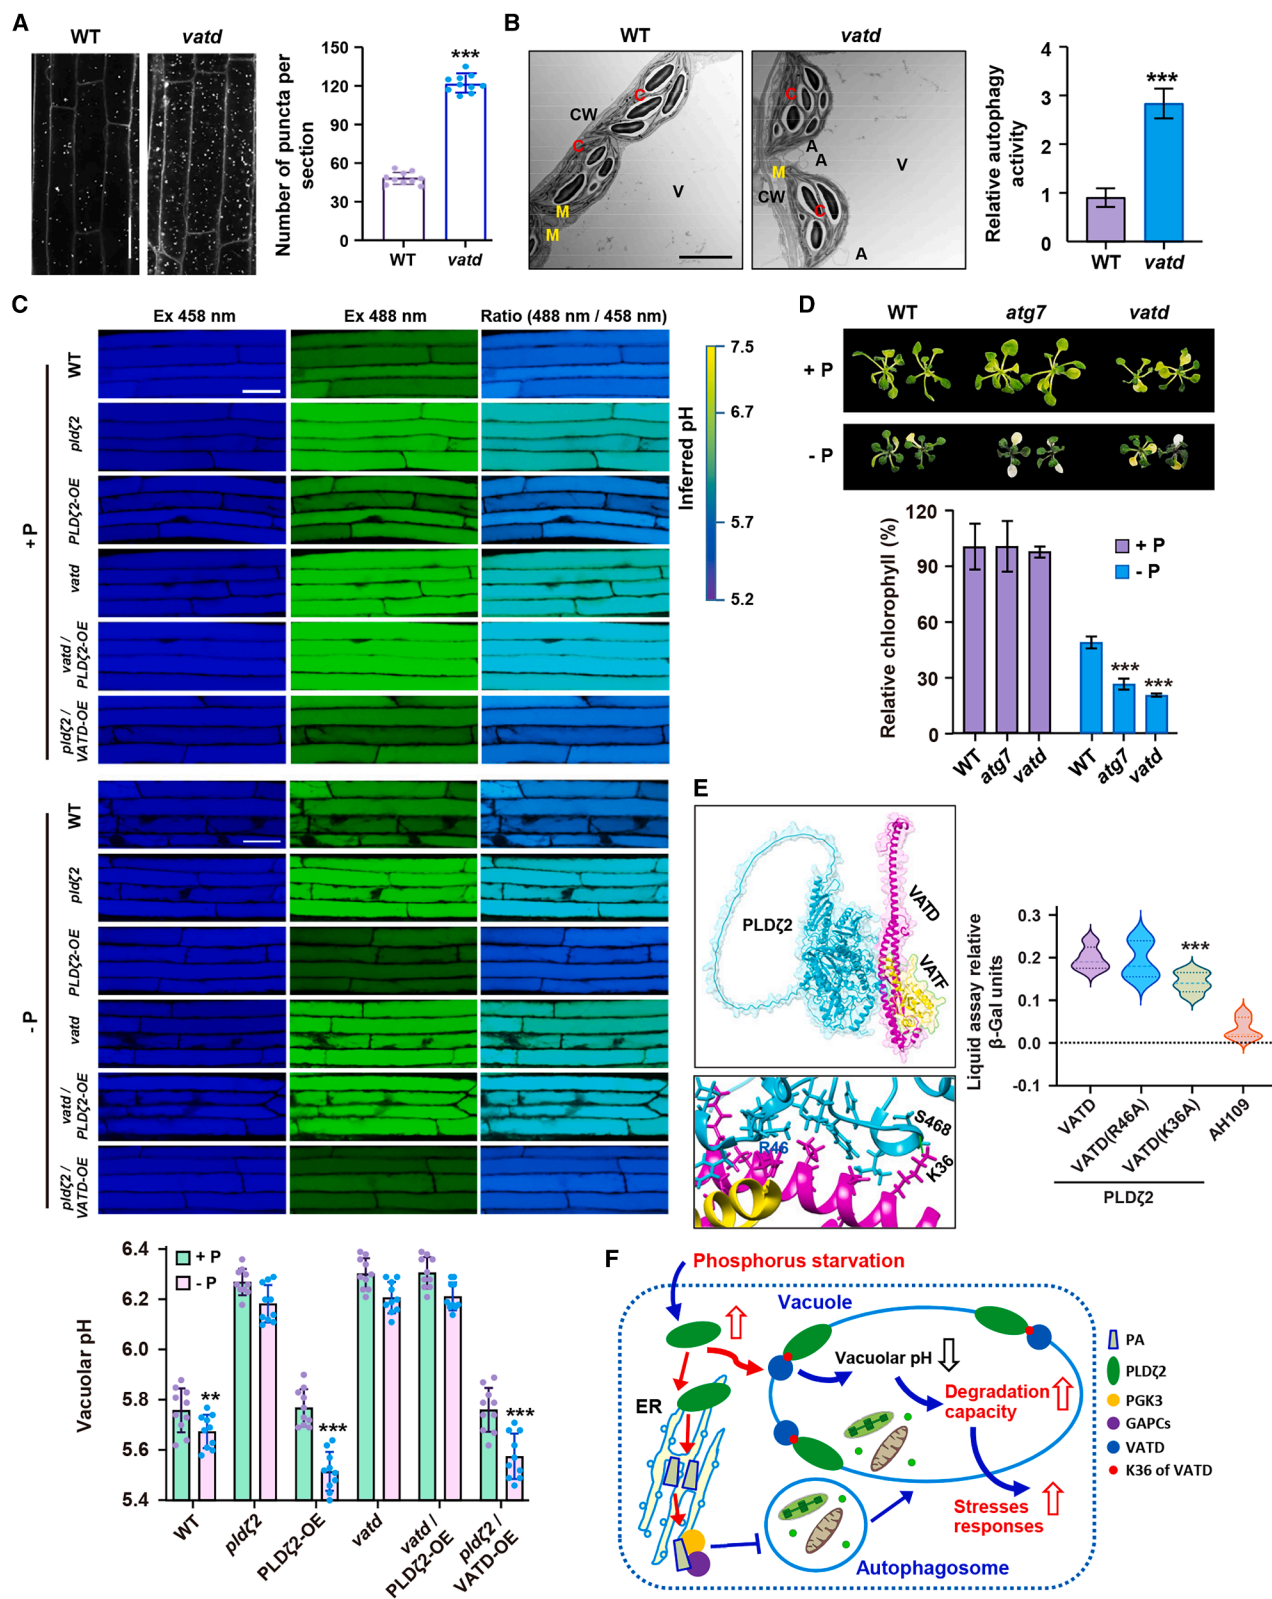 A
WT
vatd
Number of puncta per
section
150
120
90
60
30
0
***
WT
vatd
B
WT
vatd
CW
C
C
M
M
V
C
A
A
M
CW
C
V
A
Relative autophagy
activity
4
3
2
1
0
***
WT
vatd
C
Ex 458 nm
Ex 488 nm
Ratio (488 nm / 458 nm)
+ P
WT
pldζ2
PLDζ2-OE
vatd
vatd /
PLDζ2-OE
pldζ2 /
VATD-OE
- P
WT
pldζ2
PLDζ2-OE
vatd
vatd /
PLDζ2-OE
pldζ2 /
VATD-OE
Inferred pH
7.5
6.7
5.7
5.2
Vacuolar pH
6.4
6.2
6.0
5.8
5.6
5.4
+ P
- P
**
***
***
WT
pldζ2
PLDζ2-OE
vatd
vatd /
PLDζ2-OE
pldζ2 /
VATD-OE
D
WT
atg7
vatd
+ P
- P
Relative chlorophyll (%)
120
90
60
30
0
+ P
- P
***
***
WT
atg7
vatd
WT
atg7
vatd
E
PLDζ2
VATD
VATF
R46
S468
K36
Liquid assay relative
β-Gal units
0.3
0.2
0.1
0.0
-0.1
***
VATD
VATD(R46A)
VATD(K36A)
AH109
PLDζ2
F
Phosphorus starvation
Vacuole
ER
Vacuolar pH
Degradation
capacity
Stresses
responses
Autophagosome
PA
PLDζ2
PGK3
GAPCs
VATD
K36 of VATD